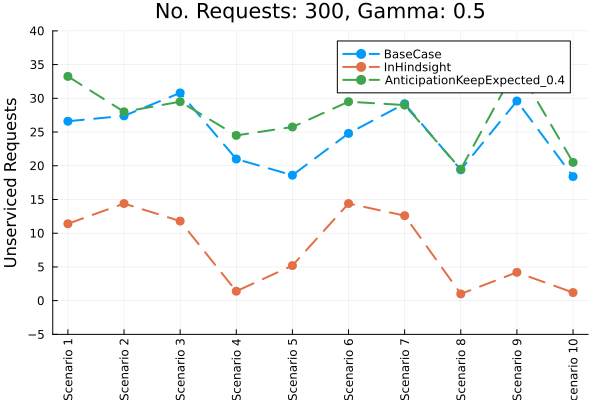 No. Requests: 300, Gamma: 0.5
Unserviced Requests
40
35
30
25
20
15
10
5
0
−5
BaseCase
InHindsight
AnticipationKeepExpected_0.4
Scenario 1
Scenario 2
Scenario 3
Scenario 4
Scenario 5
Scenario 6
Scenario 7
Scenario 8
Scenario 9
cenario 10